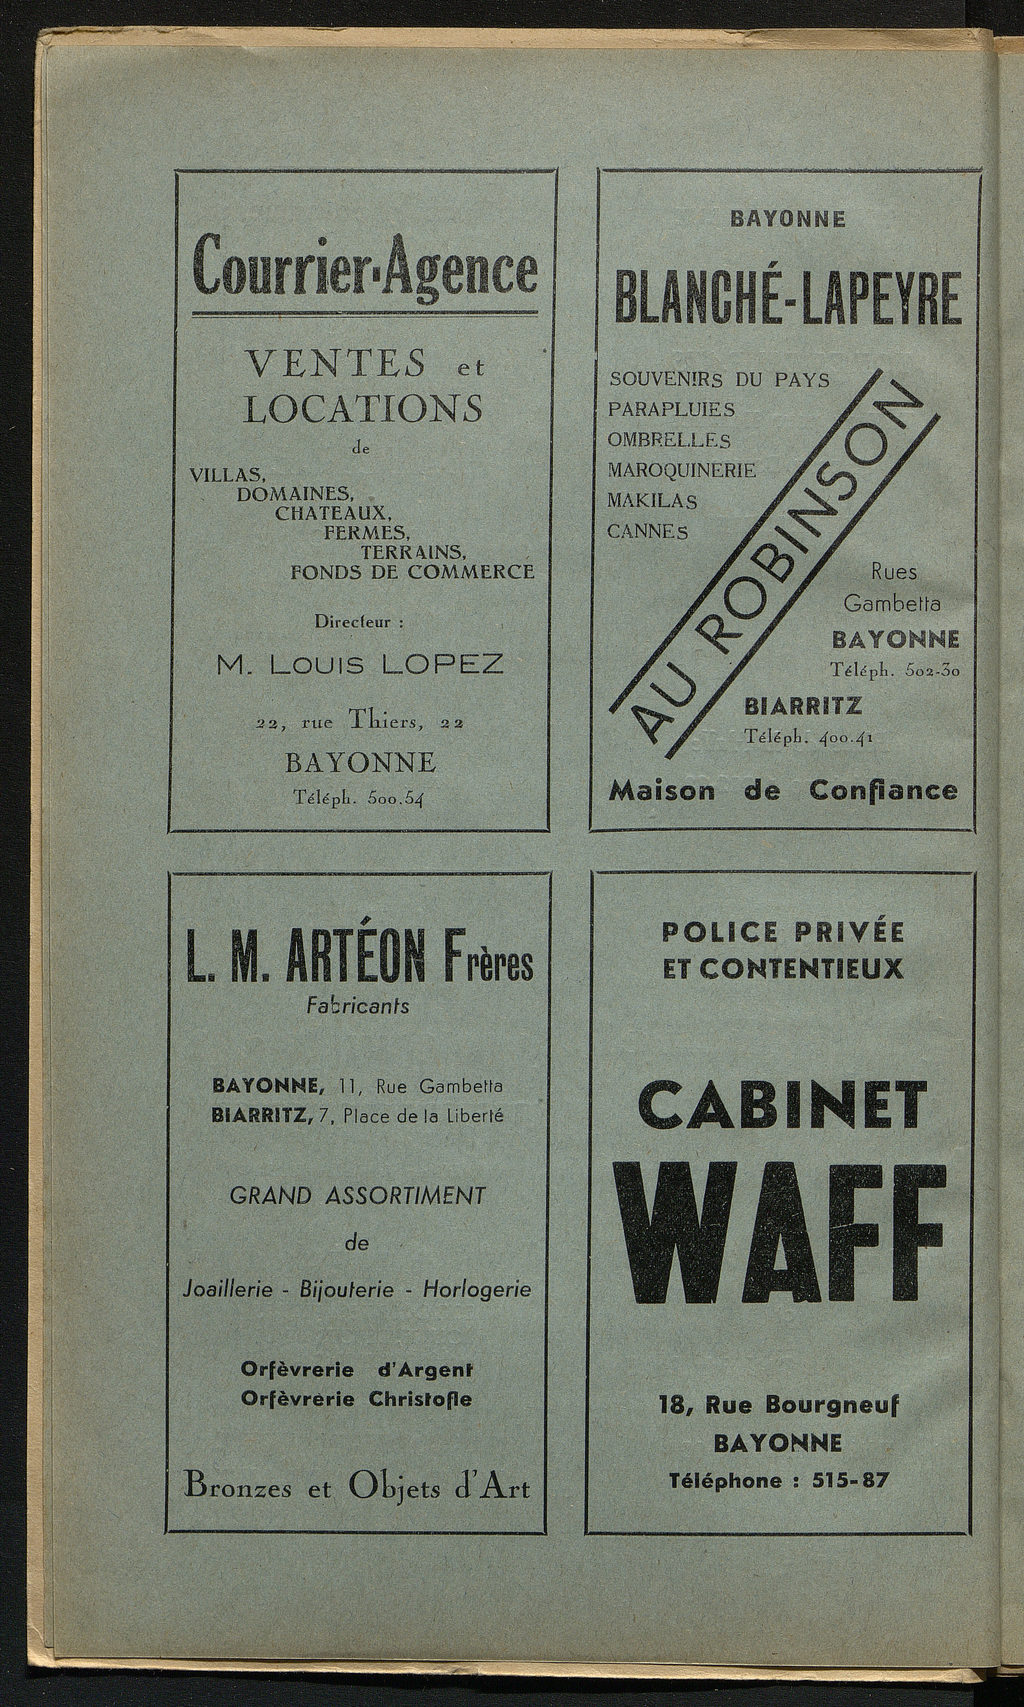 Courrier-Agence
VENTES et
LOCATIONS
de
VILLAS,
DOMAINES,
CHATEAUX,
FERMES,
TERRAINS,
FONDS DE COMMERCE
Directeur :
M. LOUIS LOPEZ
22, rue Thiers, 22
BAYONNE
Téléph. 500.54
BAYONNE
BLANCHÉ-LAPEYRE
SOUVENIRS DU PAYS
PARAPLUIES
OMBRELLES
MAROQUINERIE
MAKILAS
CANNES
AU ROBINSON
Rues
Gambetta
BAYONNE
Téléph. 502-30
BIARRITZ
Téléph. 400.41
Maison de Confiance
L. M. ARTÉON Frères
Fabricants
BAYONNE, 11, Rue Gambetta
BIARRITZ, 7, Place de la Liberté
GRAND ASSORTIMENT
de
Joaillerie - Bijouterie - Horlogerie
Orfèvrerie d'Argent
Orfèvrerie Christofle
Bronzes et Objets d'Art
POLICE PRIVÉE
ET CONTENTIEUX
CABINET
WAFF
18, Rue Bourgneuf
BAYONNE
Téléphone : 515-87